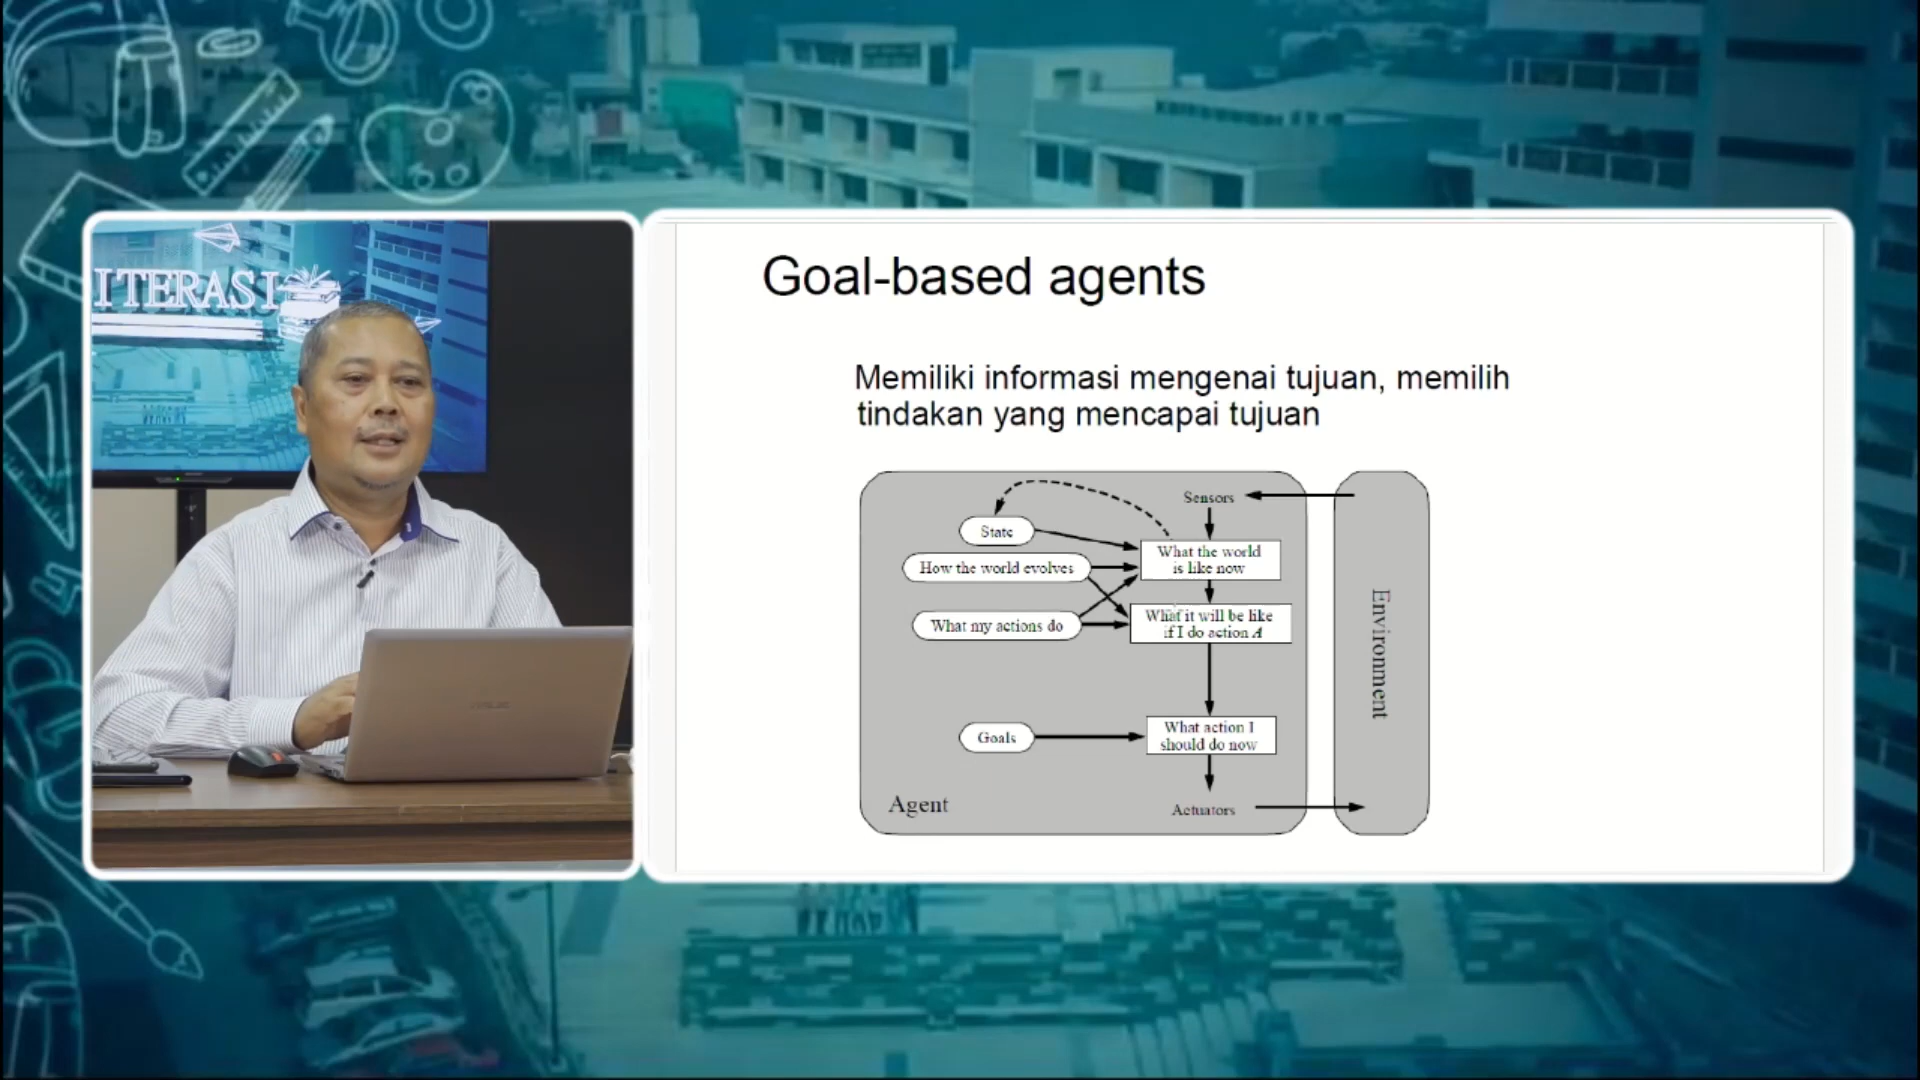 ITERASI
Goal-based agents
Memiliki informasi mengenai tujuan, memilih
tindakan yang mencapai tujuan
Sensors
State
What the world
is like now
How the world evolves
What it will be like
if I do action A
What my actions do
Environment
What action I
should do now
Goals
Agent
Actuators